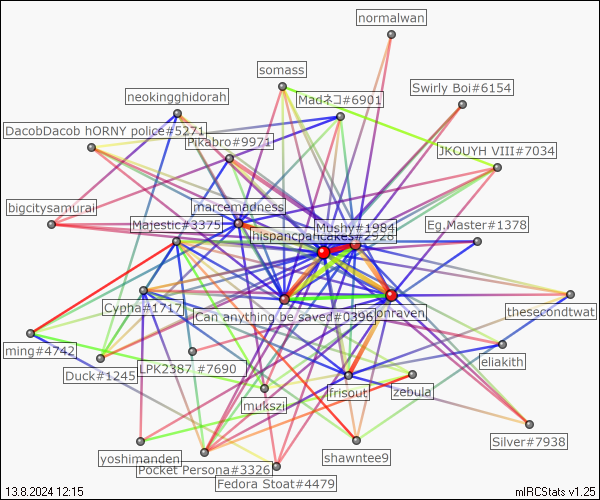 normalwan
somass
Swirly Boi#6154
neokingghidorah
Madネコ#6901
DacobDacob hORNY police#5271
Pikabro#9971
JKOUYH VIII#7034
bigcitysamurai
marcemadness
Majestic#3375
Mushy#1984
Eg.Master#1378
hispancpancakes#2928
Cypha#1717
Can anything be saved#0396
onraven
thesecondtwat
ming#4742
Duck#1245
LPK2387 #7690
eliakith
mukszi
frisout
zebula
yoshimanden
shawntee9
Silver#7938
Pocket Persona#3326
Fedora Stoat#4479
13.8.2024 12:15
mIRCStats v1.25